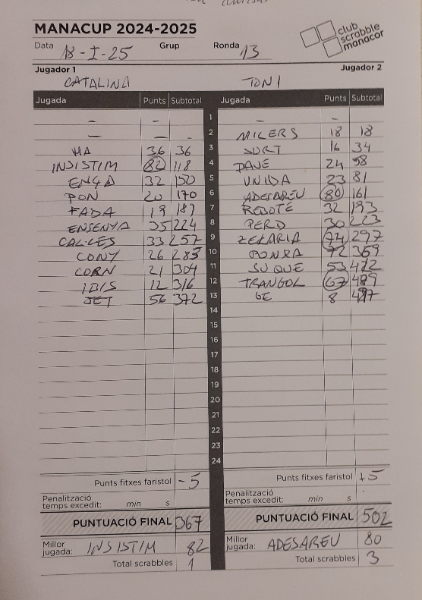 MANACUP 2024-2025
club scrabble manacor
Data 18-I-25 Grup Ronda 13
Jugador 1 Jugador 2
CATALINA TONI
Jugada Punts Subtotal Jugada Punts Subtotal
- - 1 - -
- - - 2 MILERS 18 18
HA 36 36 3 SURT 16 34
INSISTIM 82 118 4 DAVE 24 58
ENÇÀ 32 150 5 UNIDA 23 81
PON 20 170 6 ADESAREU 80 161
FADA 19 189 7 REBOTE 32 193
ENSENYA 35 224 8 PERD 30 223
CALLES 33 257 9 ZELARIA 74 297
CONY 26 283 10 72 369
CORN 21 304 11 SUQUE 53 422
IBIS 12 316 12 TRANGOL 67 489
JET 56 372 13 GE 8 497
14
15
16
17
18
19
20
21
22
23
24
Punts fitxes faristol -5 Punts fitxes faristol +5
Penalització temps excedit: min s Penalització temps excedit: min s
PUNTUACIÓ FINAL 367 PUNTUACIÓ FINAL 502
Millor jugada: INSISTIM 82 Millor jugada: ADESAREU 80
Total scrabbles 1 Total scrabbles 3